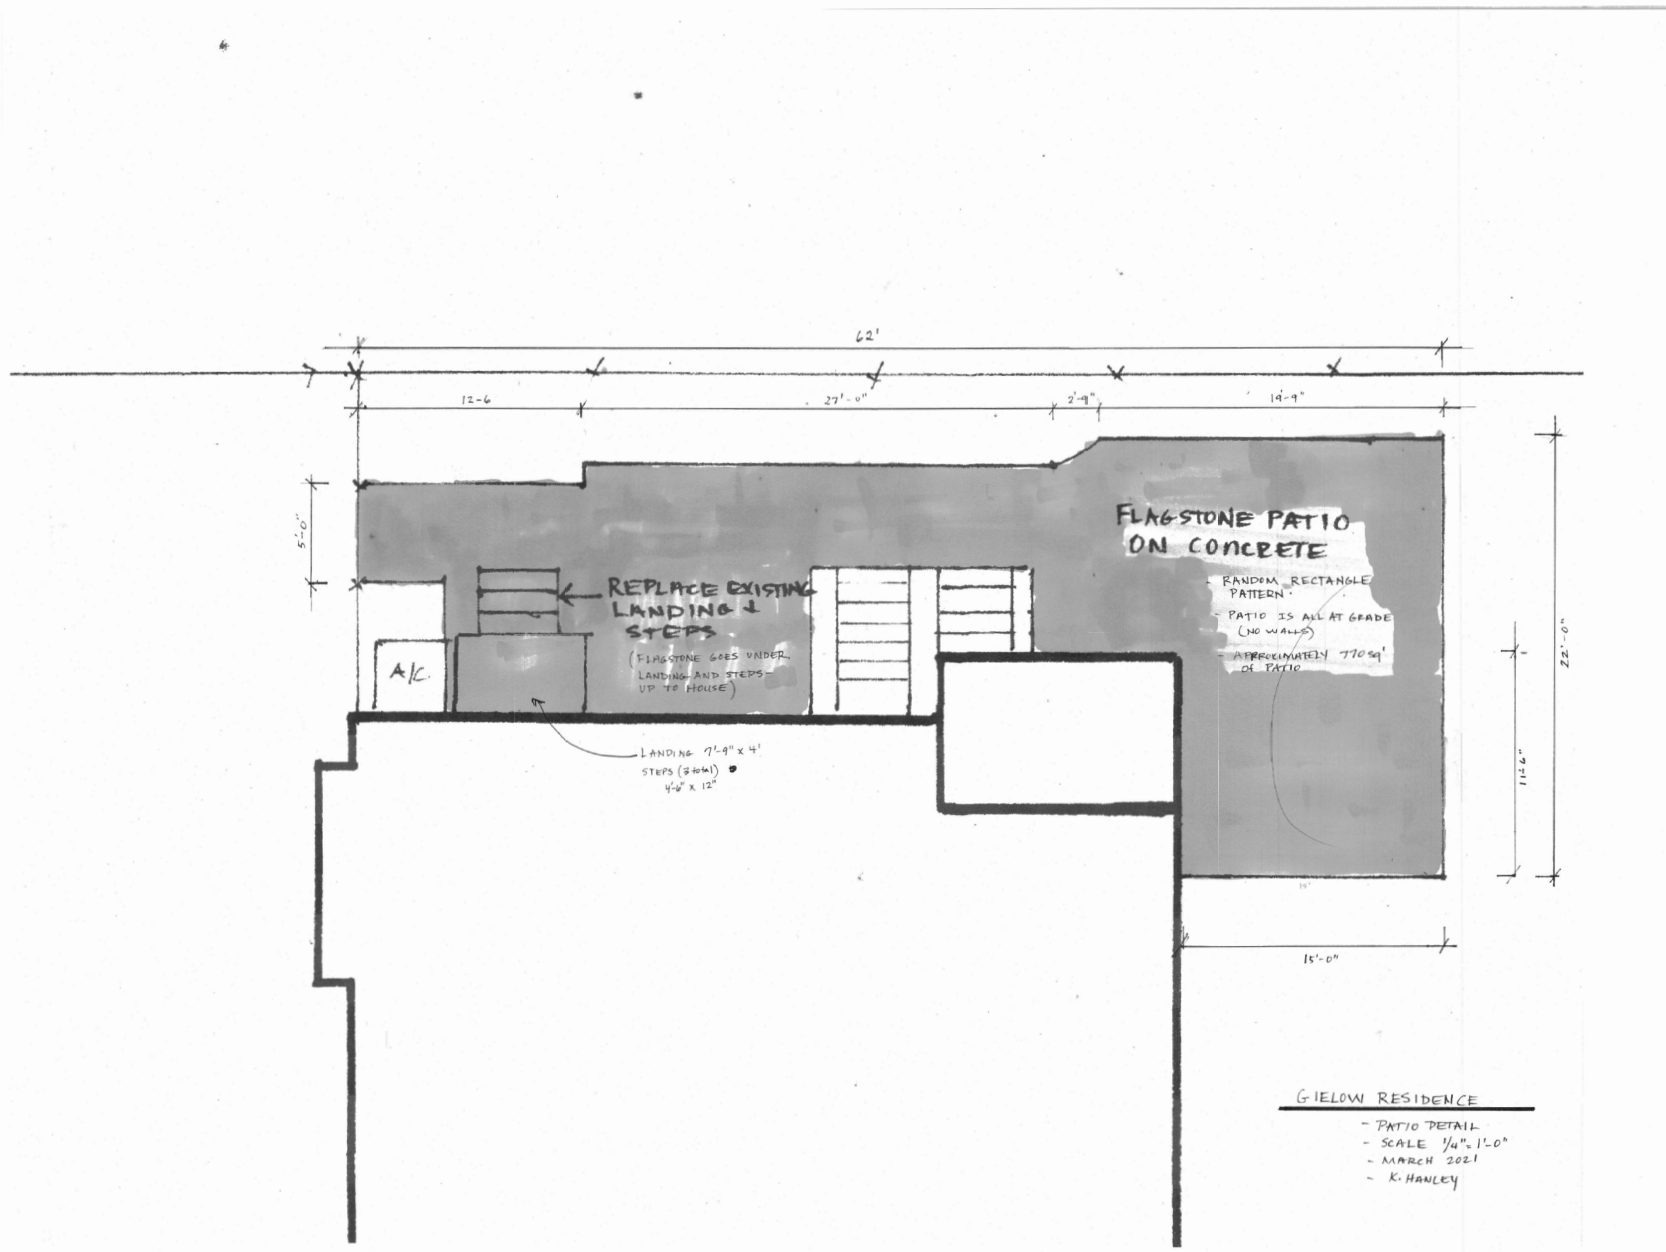 62'
12-6
27'-0"
2'-9"
19'-9"
5'-0"
FLAGSTONE PATIO
ON CONCRETE
- RANDOM RECTANGLE
PATTERN.
- PATIO IS ALL AT GRADE
(NO WALLS)
- APPROXIMATELY 770 SQ'
OF PATIO
REPLACE EXISTING
LANDING &
STEPS
(FLAGSTONE GOES UNDER
LANDING AND STEPS -
UP TO HOUSE)
A/C
LANDING 7'-9" x 4'
STEPS (3 total)
4'-6" x 12"
22'-0"
11'-6"
15'
15'-0"
GIELOW RESIDENCE
- PATIO DETAIL
- SCALE 1/4"=1'-0"
- MARCH 2021
- K. HANLEY